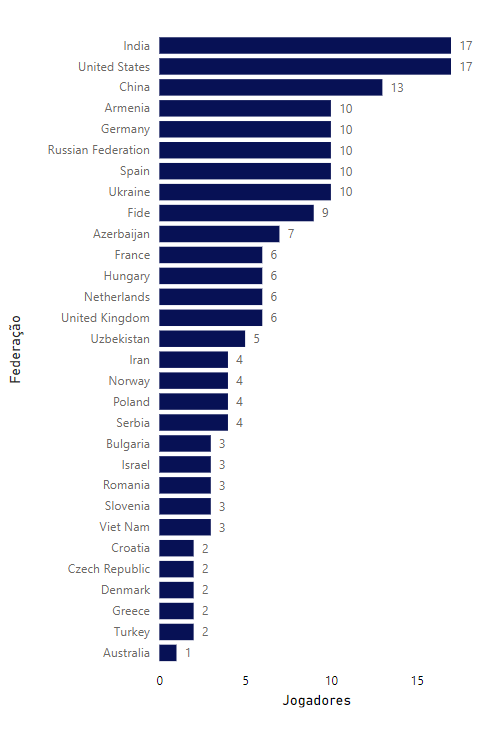 India 17
United States 17
China 13
Armenia 10
Germany 10
Russian Federation 10
Spain 10
Ukraine 10
Fide 9
Azerbaijan 7
France 6
Hungary 6
Netherlands 6
United Kingdom 6
Uzbekistan 5
Iran 4
Norway 4
Poland 4
Serbia 4
Bulgaria 3
Israel 3
Romania 3
Slovenia 3
Viet Nam 3
Croatia 2
Czech Republic 2
Denmark 2
Greece 2
Turkey 2
Australia 1
0 5 10 15
Jogadores
Federação